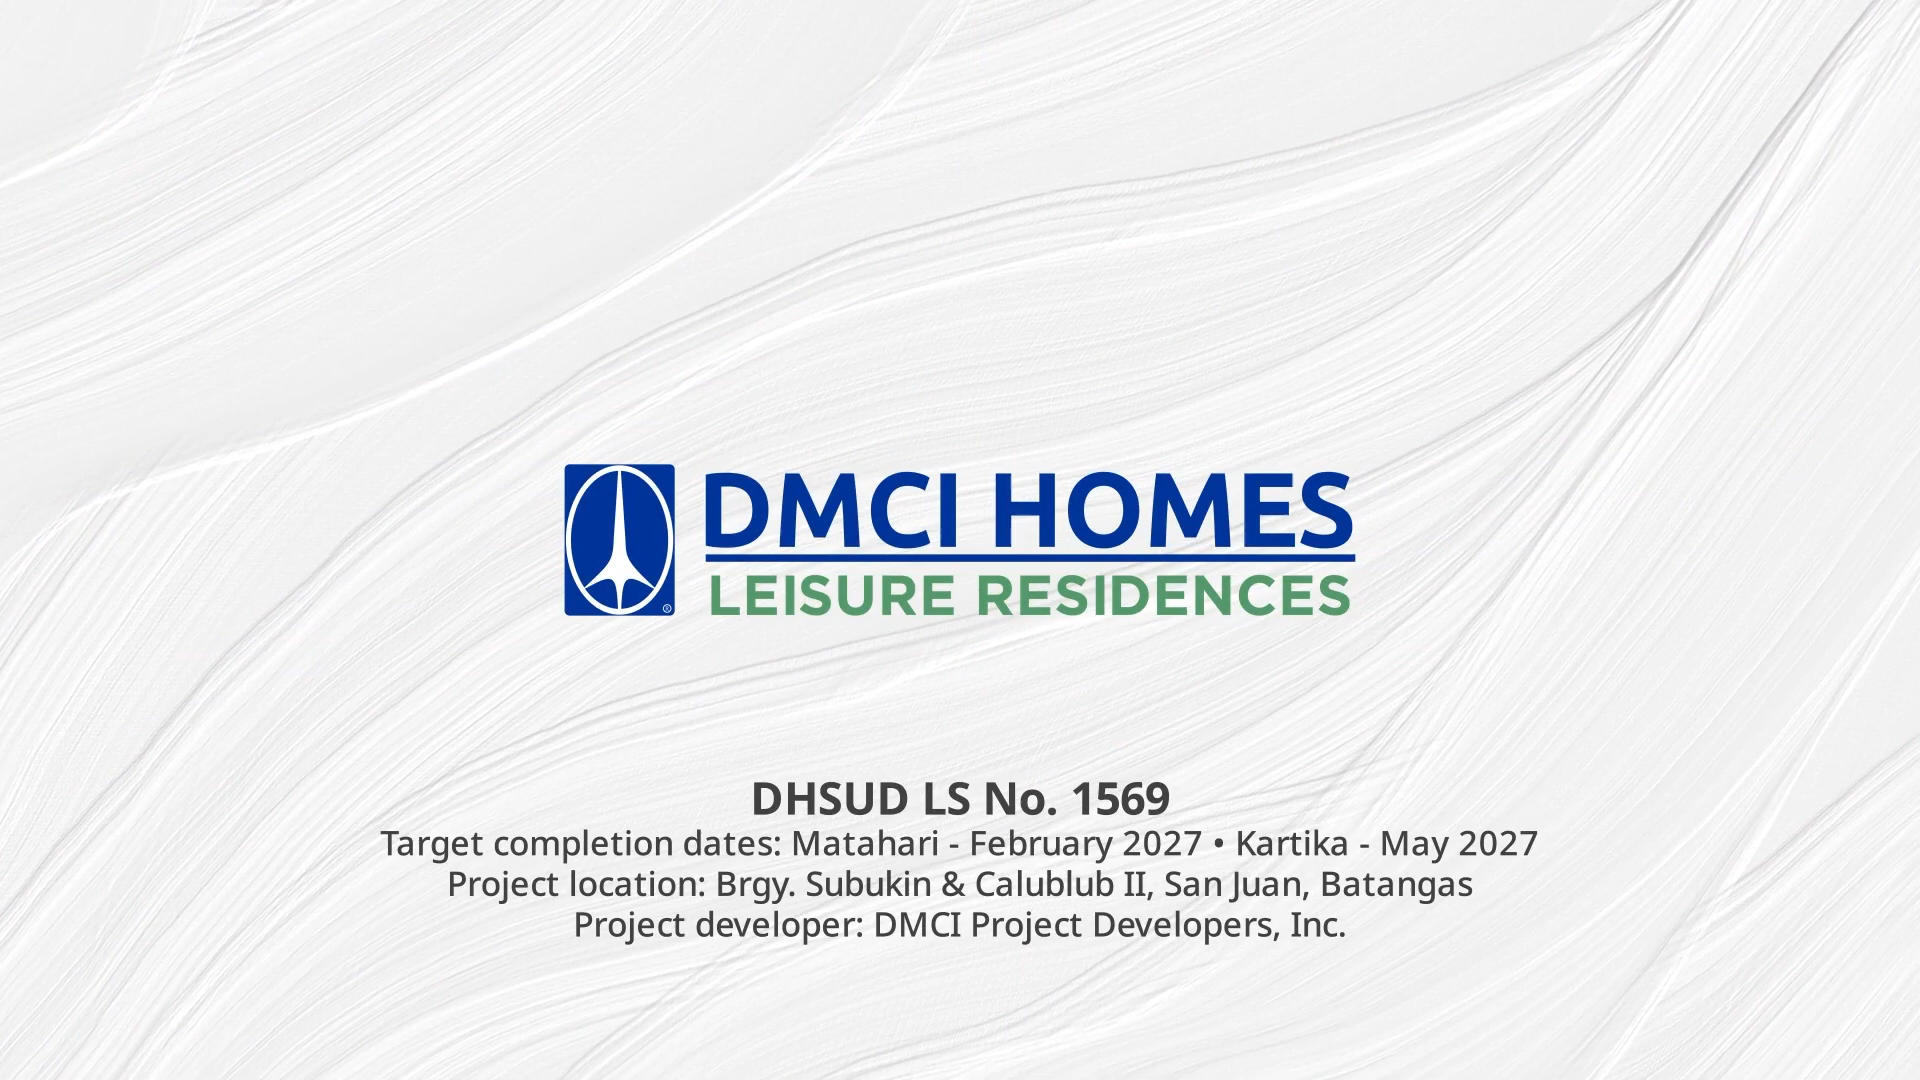 DMCI HOMES
LEISURE RESIDENCES
®
DHSUD LS No. 1569
Target completion dates: Matahari - February 2027 • Kartika - May 2027
Project location: Brgy. Subukin & Calublub II, San Juan, Batangas
Project developer: DMCI Project Developers, Inc.